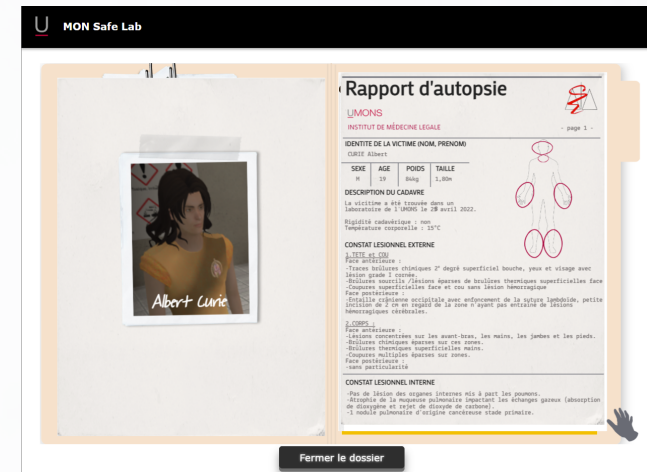 U MON Safe Lab
Albert Curie
Rapport d'autopsie
UMONS
INSTITUT DE MÉDECINE LEGALE
- page 1 -
IDENTITE DE LA VICTIME (NOM, PRENOM)
CURIE Albert
SEXE AGE POIDS TAILLE
M 19 84kg 1,80m
DESCRIPTION DU CADAVRE
La vicitime a été trouvée dans un
laboratoire de l'UMONS le avril 2022.
Rigidité cadavérique : non
Température corporelle : 15°C
CONSTAT LESIONNEL EXTERNE
1.TETE et COU
Face antérieure :
-Traces brûlures chimiques 2° degré superficiel bouche, yeux et visage avec
lésion grade I cornée.
-Brûlures sourcils /lésions éparses de brulûres thermiques superficielles face
-Coupures superficielles face et cou sans lésion hémorragique
Face postérieure :
-Entaille crânienne occipitale avec enfoncement de la suture lambdoïde, petite
incision de 2 cm en regard de la zone n'ayant pas entrainé de lésions
hémorragiques cérébrales.
2.CORPS :
Face antérieure :
-Lésions concentrées sur les avant-bras, les mains, les jambes et les pieds.
-Brûlures chimiques éparses sur ces zones.
-Brûlures thermiques superficielles mains.
-Coupures multiples éparses sur zones.
Face postérieure :
-sans particularité
CONSTAT LESIONNEL INTERNE
-Pas de lésion des organes internes mis à part les poumons.
-Atrophie de la muqueuse pulmonaire impactant les échanges gazeux (absorption
de dioxygène et rejet de dioxyde de carbone).
-1 nodule pulmonaire d'origine cancéreuse stade primaire.
Fermer le dossier